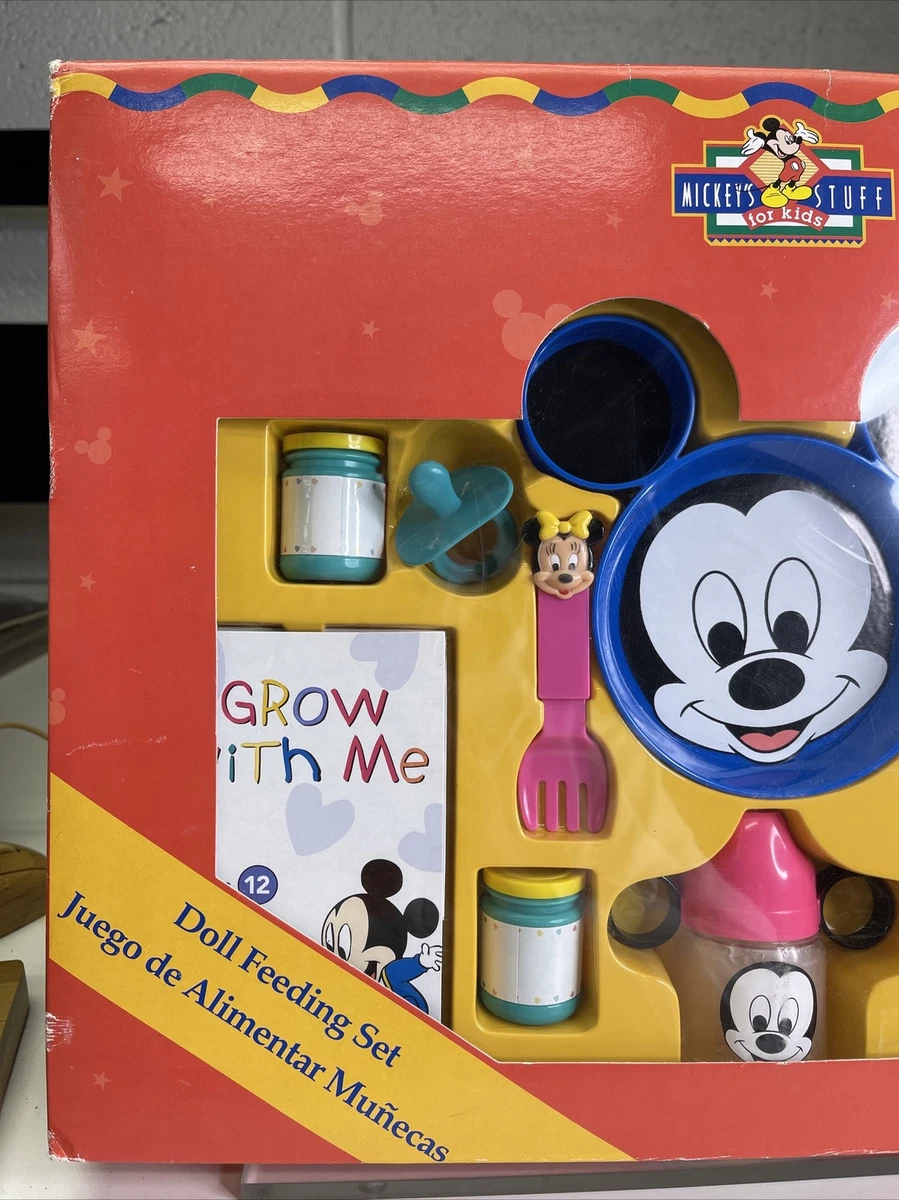 MICKEY'S STUFF
for kids
GROW
WiTh Me
12
Doll Feeding Set
Juego de Alimentar Muñecas